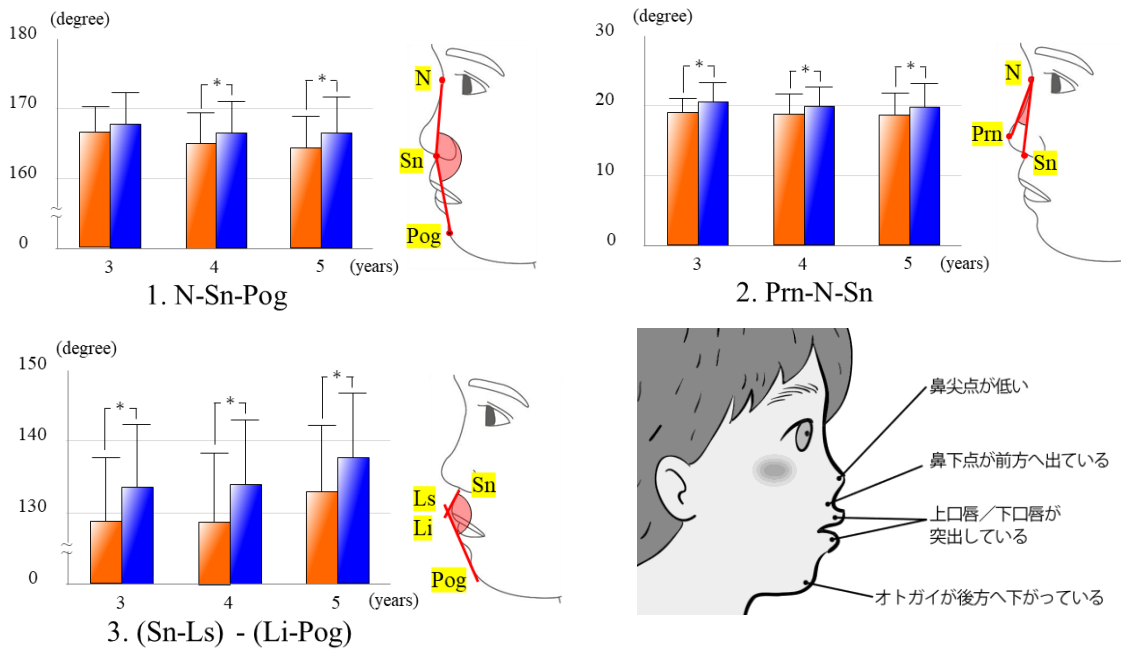 (degree)
180
170
160
0
*
*
3
4
5
(years)
N
Sn
Pog
1. N-Sn-Pog
(degree)
30
20
10
0
*
*
*
3
4
5
(years)
N
Prn
Sn
2. Prn-N-Sn
(degree)
150
140
130
0
*
*
*
3
4
5
(years)
Sn
Ls
Li
Pog
3. (Sn-Ls) - (Li-Pog)
鼻尖点が低い
鼻下点が前方へ出ている
上口唇/下口唇が
突出している
オトガイが後方へ下がっている